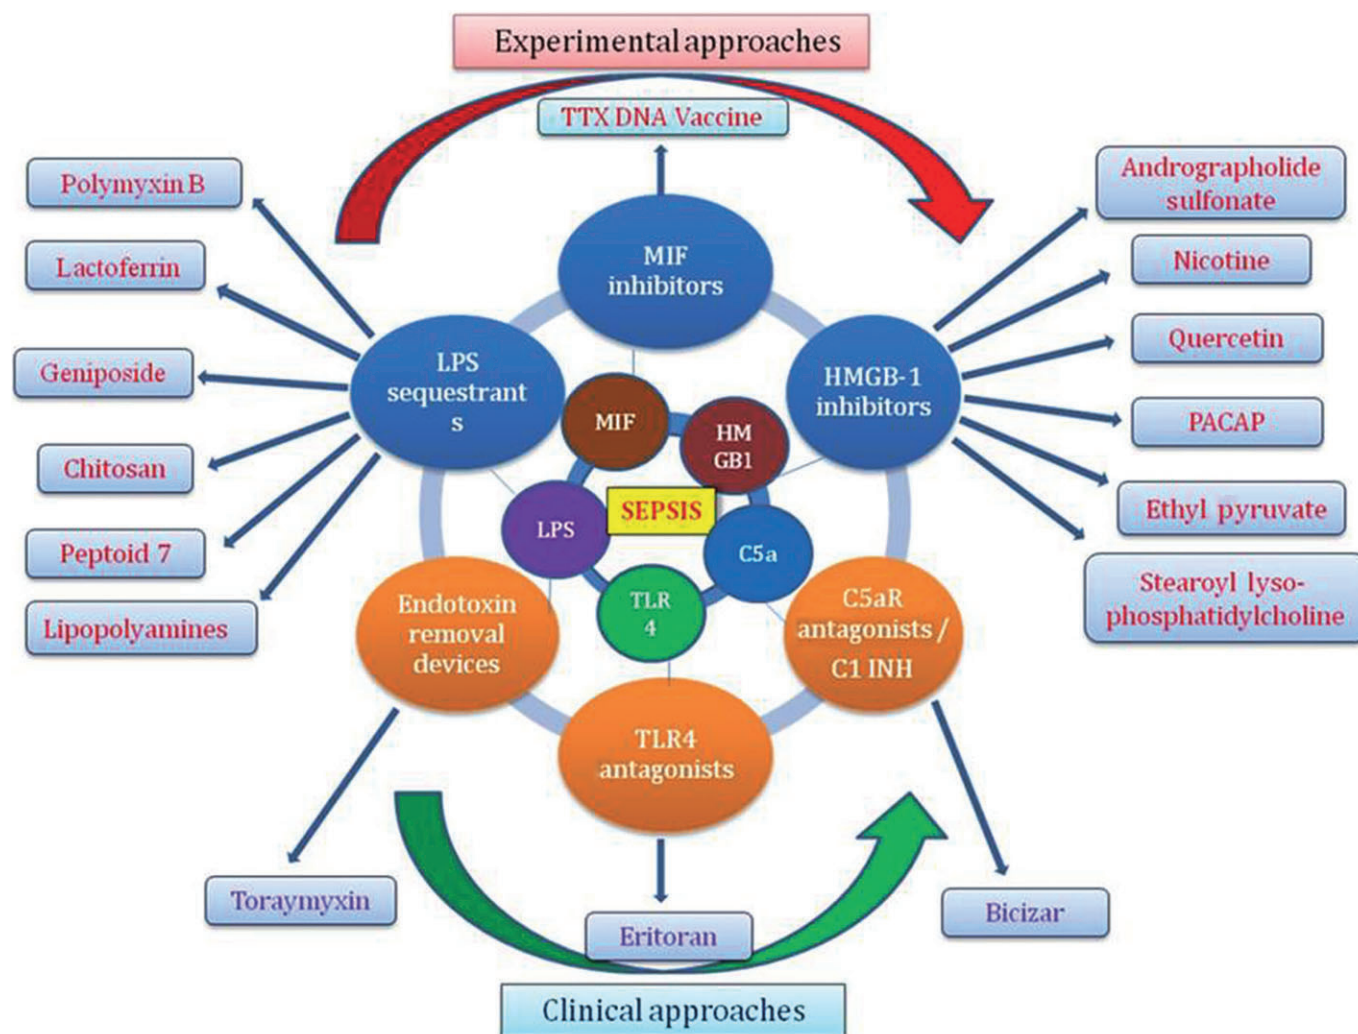 Experimental approaches
TTX DNA Vaccine
Polymyxin B
Lactoferrin
Geniposide
Chitosan
Peptoid 7
Lipopolyamines
MIF
inhibitors
LPS
sequestrant
s
HMGB-1
inhibitors
Andrographolide
sulfonate
Nicotine
Quercetin
PACAP
Ethyl pyruvate
Stearoyl lyso-
phosphatidylcholine
MIF
HM
GB1
SEPSIS
LPS
C5a
TLR
4
Endotoxin
removal
devices
C5aR
antagonists /
C1 INH
TLR4
antagonists
Toraymyxin
Eritoran
Bicizar
Clinical approaches